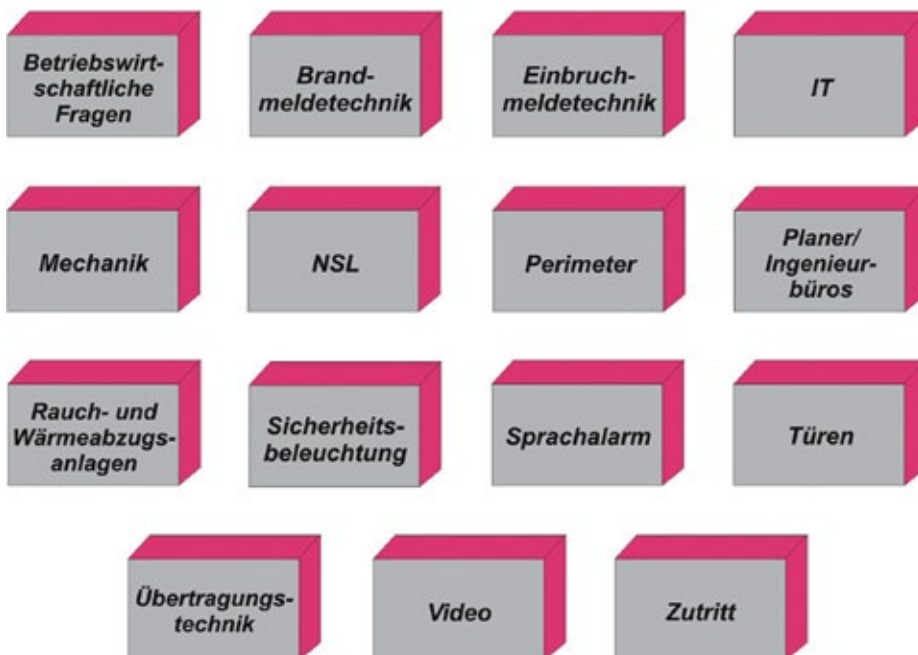 Betriebswirt-
schaftliche
Fragen
Brand-
meldetechnik
Einbruch-
meldetechnik
IT
Mechanik
NSL
Perimeter
Planer/
Ingenieur-
büros
Rauch- und
Wärmeabzugs-
anlagen
Sicherheits-
beleuchtung
Sprachalarm
Türen
Übertragungs-
technik
Video
Zutritt